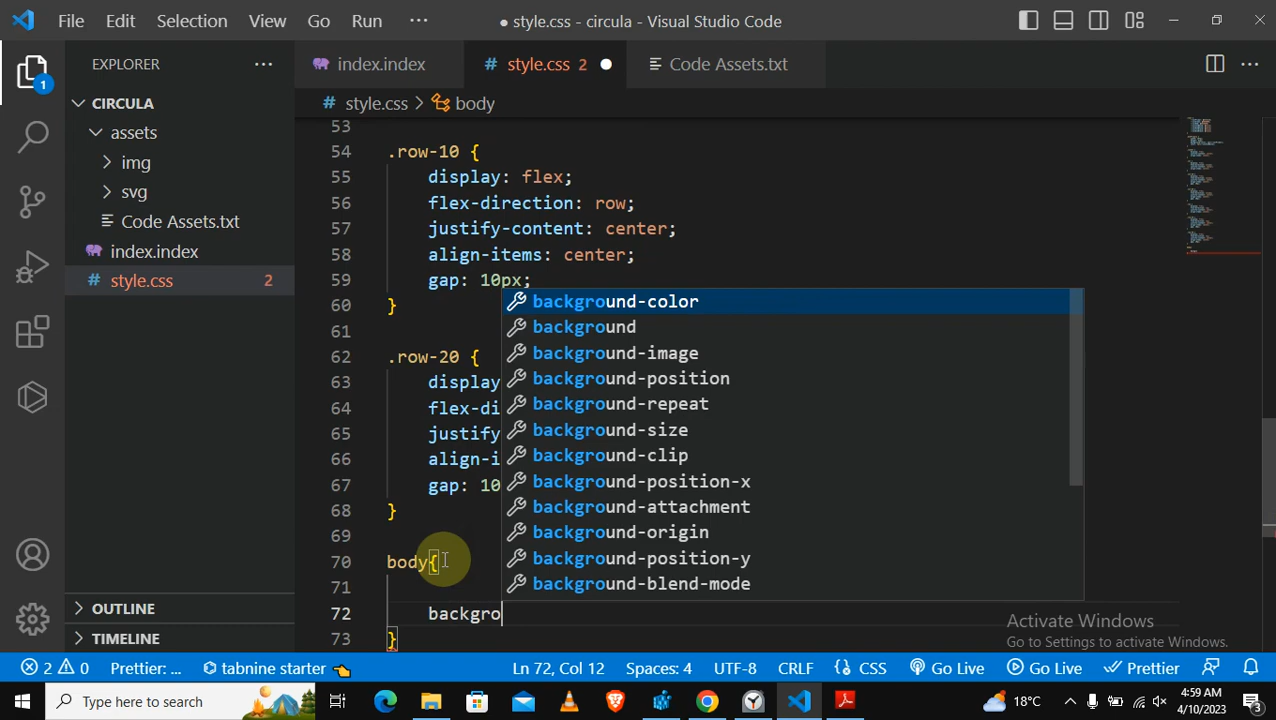 File Edit Selection View Go Run ··· ● style.css - circula - Visual Studio Code
EXPLORER ···
index.index # style.css 2 ● Code Assets.txt ···
# style.css > body
CIRCULA
assets
img
svg
Code Assets.txt
index.index
# style.css 2
OUTLINE
TIMELINE
1
53
54 .row-10 {
55 display: flex;
56 flex-direction: row;
57 justify-content: center;
58 align-items: center;
59 gap: 10px;
60 }
61
62 .row-20 {
63 display
64 flex-di
65 justify
66 align-i
67 gap: 10
68 }
69
70 body{
71
72 backgro
73 }
background-color
background
background-image
background-position
background-repeat
background-size
background-clip
background-position-x
background-attachment
background-origin
background-position-y
background-blend-mode
Activate Windows
Go to Settings to activate Windows.
2 0 Prettier: ... tabnine starter Ln 72, Col 12 Spaces: 4 UTF-8 CRLF {} CSS Go Live Go Live Prettier
Type here to search 18°C 4:59 AM
4/10/2023 3